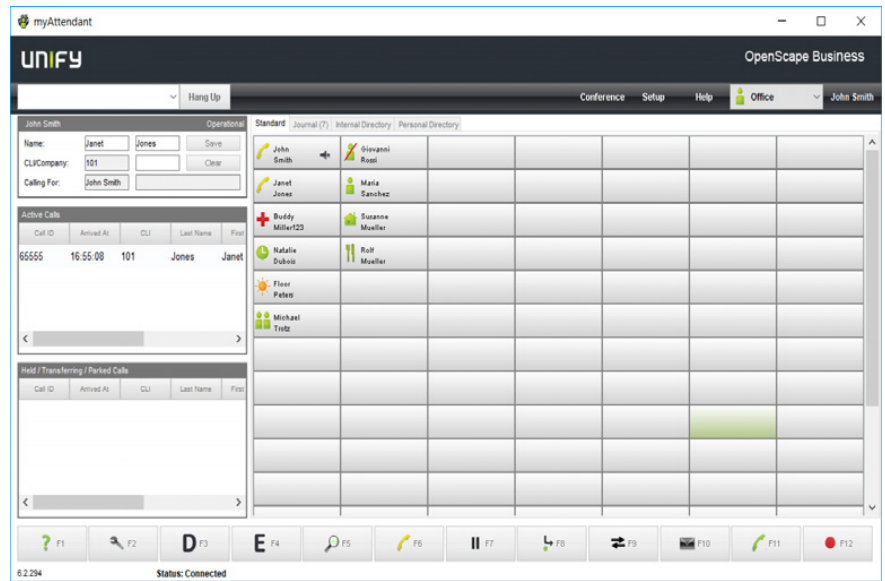 myAttendant
UNIFY
OpenScape Business
Hang Up
Conference Setup Help Office John Smith
John Smith Operational
Name: Janet Jones Save
CLI/Company: 101 Clear
Calling For: John Smith
Standard Journal (7) Internal Directory Personal Directory
John Smith
Giovanni Rossi
Janet Jones
Maria Sanchez
Buddy Miller123
Susanne Mueller
Natalie Dubois
Rolf Mueller
Floor Peters
Michael Trotz
Active Calls
Call ID Arrived At CLI Last Name First
65555 16:55:08 101 Jones Janet
Held / Transferring / Parked Calls
Call ID Arrived At CLI Last Name First
? F1 F2 D F3 E F4 F5 F6 F7 F8 F9 F10 F11 F12
6.2.294 Status: Connected